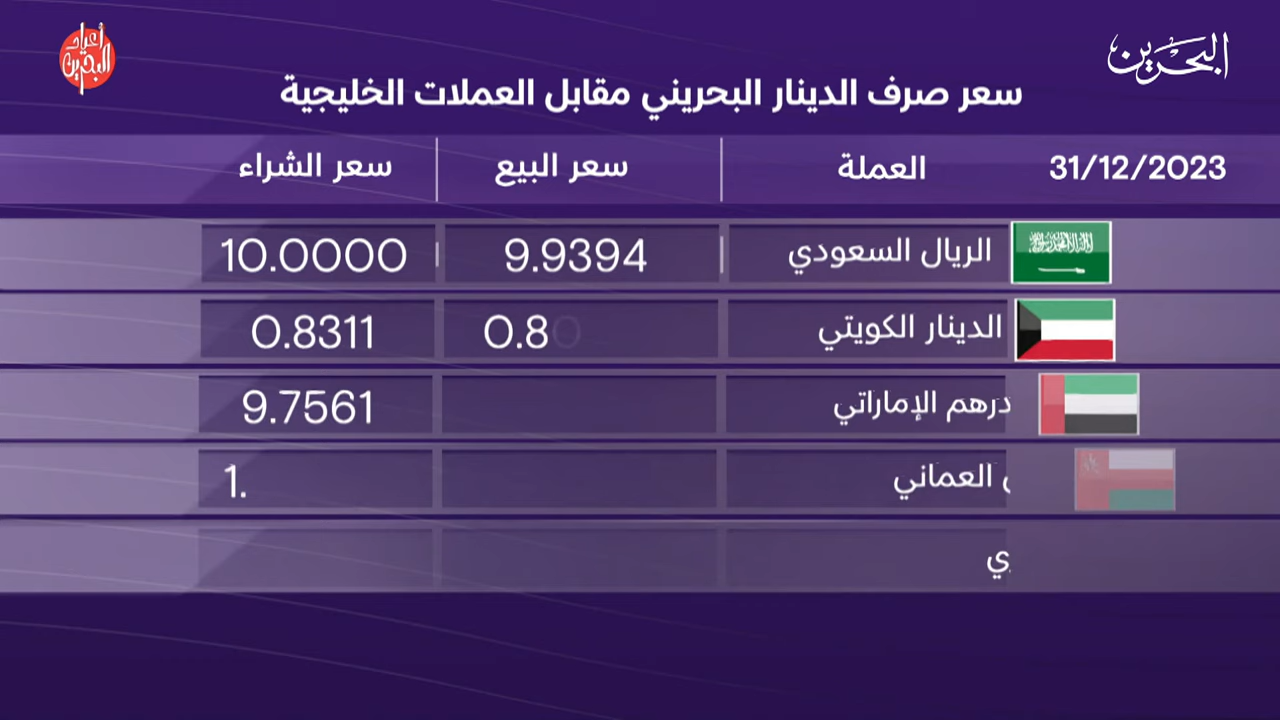 أعياد البحرين
البحرين
سعر صرف الدينار البحريني مقابل العملات الخليجية
31/12/2023 العملة سعر البيع سعر الشراء
الريال السعودي 9.9394 10.0000
الدينار الكويتي 0.80 0.8311
درهم الإماراتي 9.7561
العماني 1.
ي